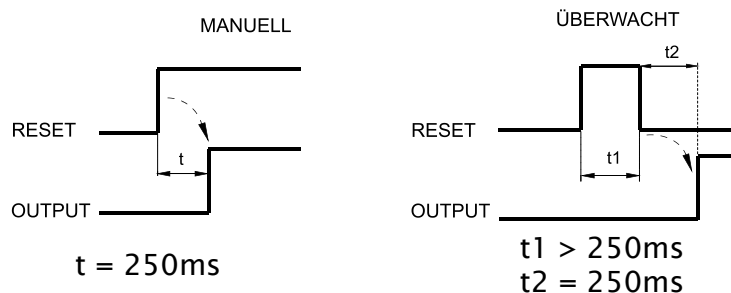 MANUELL
RESET
t
OUTPUT
t = 250ms
ÜBERWACHT
t2
RESET
t1
OUTPUT
t1 > 250ms
t2 = 250ms